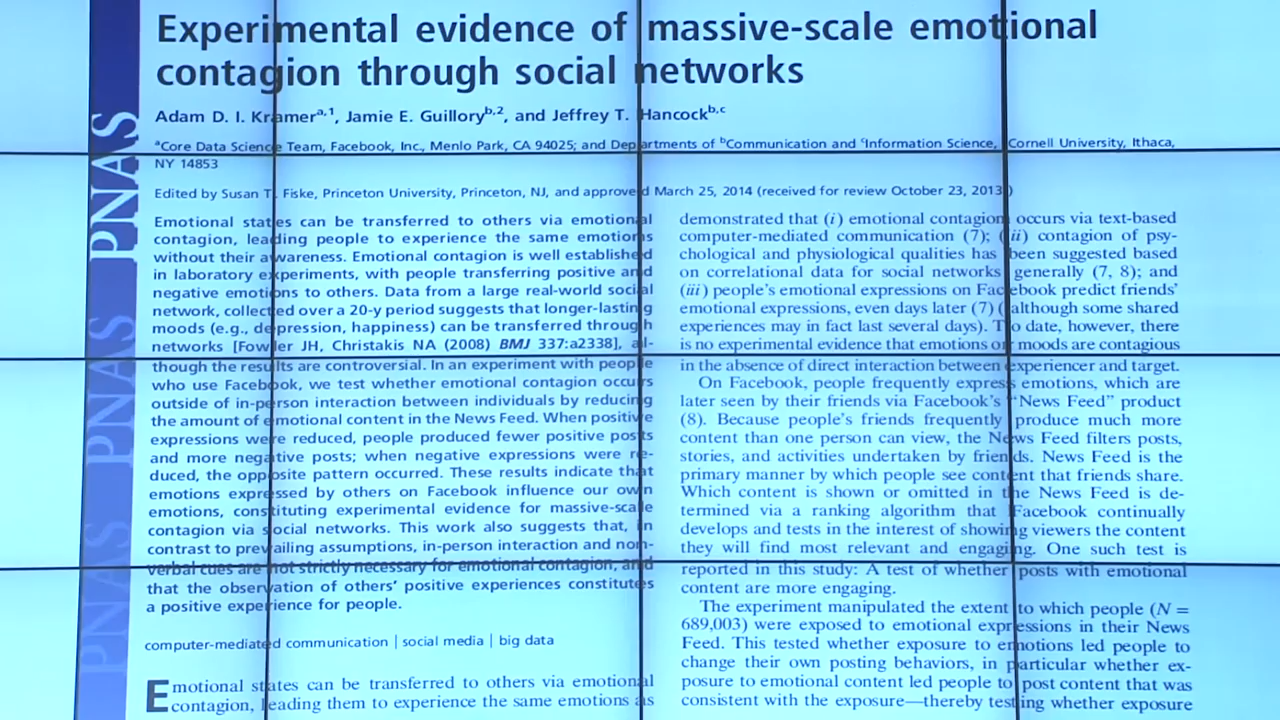 Experimental evidence of massive-scale emotional
contagion through social networks
Adam D. I. Kramer^a,1, Jamie E. Guillory^b,2, and Jeffrey T. Hancock^b,c
^aCore Data Science Team, Facebook, Inc., Menlo Park, CA 94025; and Departments of ^bCommunication and ^cInformation Science, Cornell University, Ithaca,
NY 14853
Edited by Susan T. Fiske, Princeton University, Princeton, NJ, and approved March 25, 2014 (received for review October 23, 2013)
Emotional states can be transferred to others via emotional
contagion, leading people to experience the same emotions
without their awareness. Emotional contagion is well established
in laboratory experiments, with people transferring positive and
negative emotions to others. Data from a large real-world social
network, collected over a 20-y period suggests that longer-lasting
moods (e.g., depression, happiness) can be transferred through
networks [Fowler JH, Christakis NA (2008) BMJ 337:a2338], al-
though the results are controversial. In an experiment with people
who use Facebook, we test whether emotional contagion occurs
outside of in-person interaction between individuals by reducing
the amount of emotional content in the News Feed. When positive
expressions were reduced, people produced fewer positive posts
and more negative posts; when negative expressions were re-
duced, the opposite pattern occurred. These results indicate that
emotions expressed by others on Facebook influence our own
emotions, constituting experimental evidence for massive-scale
contagion via social networks. This work also suggests that, in
contrast to prevailing assumptions, in-person interaction and non-
verbal cues are not strictly necessary for emotional contagion, and
that the observation of others' positive experiences constitutes
a positive experience for people.
computer-mediated communication | social media | big data
Emotional states can be transferred to others via emotional
contagion, leading them to experience the same emotions as
demonstrated that (i) emotional contagion occurs via text-based
computer-mediated communication (7); (ii) contagion of psy-
chological and physiological qualities has been suggested based
on correlational data for social networks generally (7, 8); and
(iii) people's emotional expressions on Facebook predict friends'
emotional expressions, even days later (7) (although some shared
experiences may in fact last several days). To date, however, there
is no experimental evidence that emotions or moods are contagious
in the absence of direct interaction between experiencer and target.
On Facebook, people frequently express emotions, which are
later seen by their friends via Facebook's "News Feed" product
(8). Because people's friends frequently produce much more
content than one person can view, the News Feed filters posts,
stories, and activities undertaken by friends. News Feed is the
primary manner by which people see content that friends share.
Which content is shown or omitted in the News Feed is de-
termined via a ranking algorithm that Facebook continually
develops and tests in the interest of showing viewers the content
they will find most relevant and engaging. One such test is
reported in this study: A test of whether posts with emotional
content are more engaging.
The experiment manipulated the extent to which people (N =
689,003) were exposed to emotional expressions in their News
Feed. This tested whether exposure to emotions led people to
change their own posting behaviors, in particular whether ex-
posure to emotional content led people to post content that was
consistent with the exposure—thereby testing whether exposure
PNAS
PNAS
PNAS
PNAS